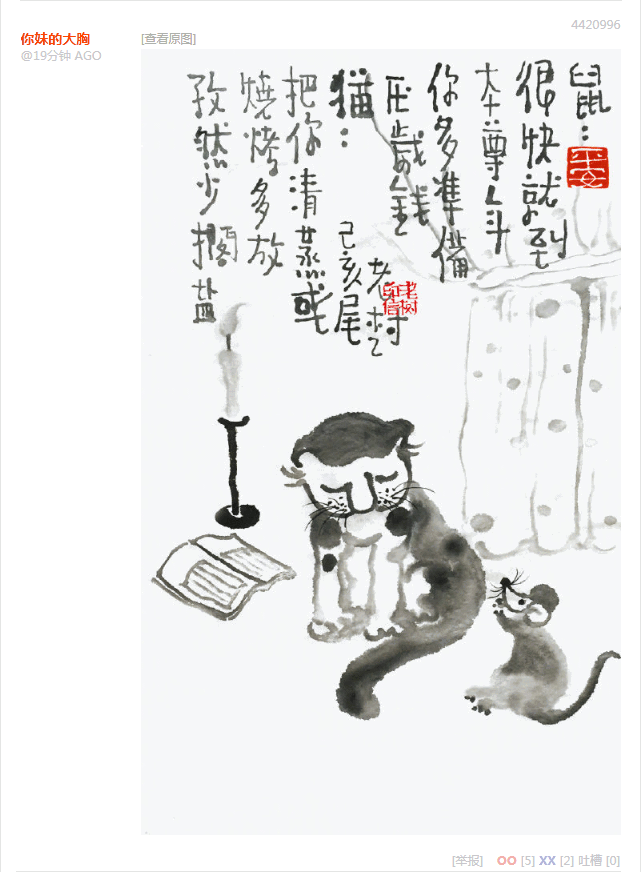 4420996
你妹的大胸
@19分钟 AGO
[查看原图]
鼠：
很快就到
本尊年
你多準備
压歲錢
猫：
把你清蒸或
燒烤多放
孜然少擱盐
己亥尾
老树
[举报] OO [5] XX [2] 吐槽 [0]